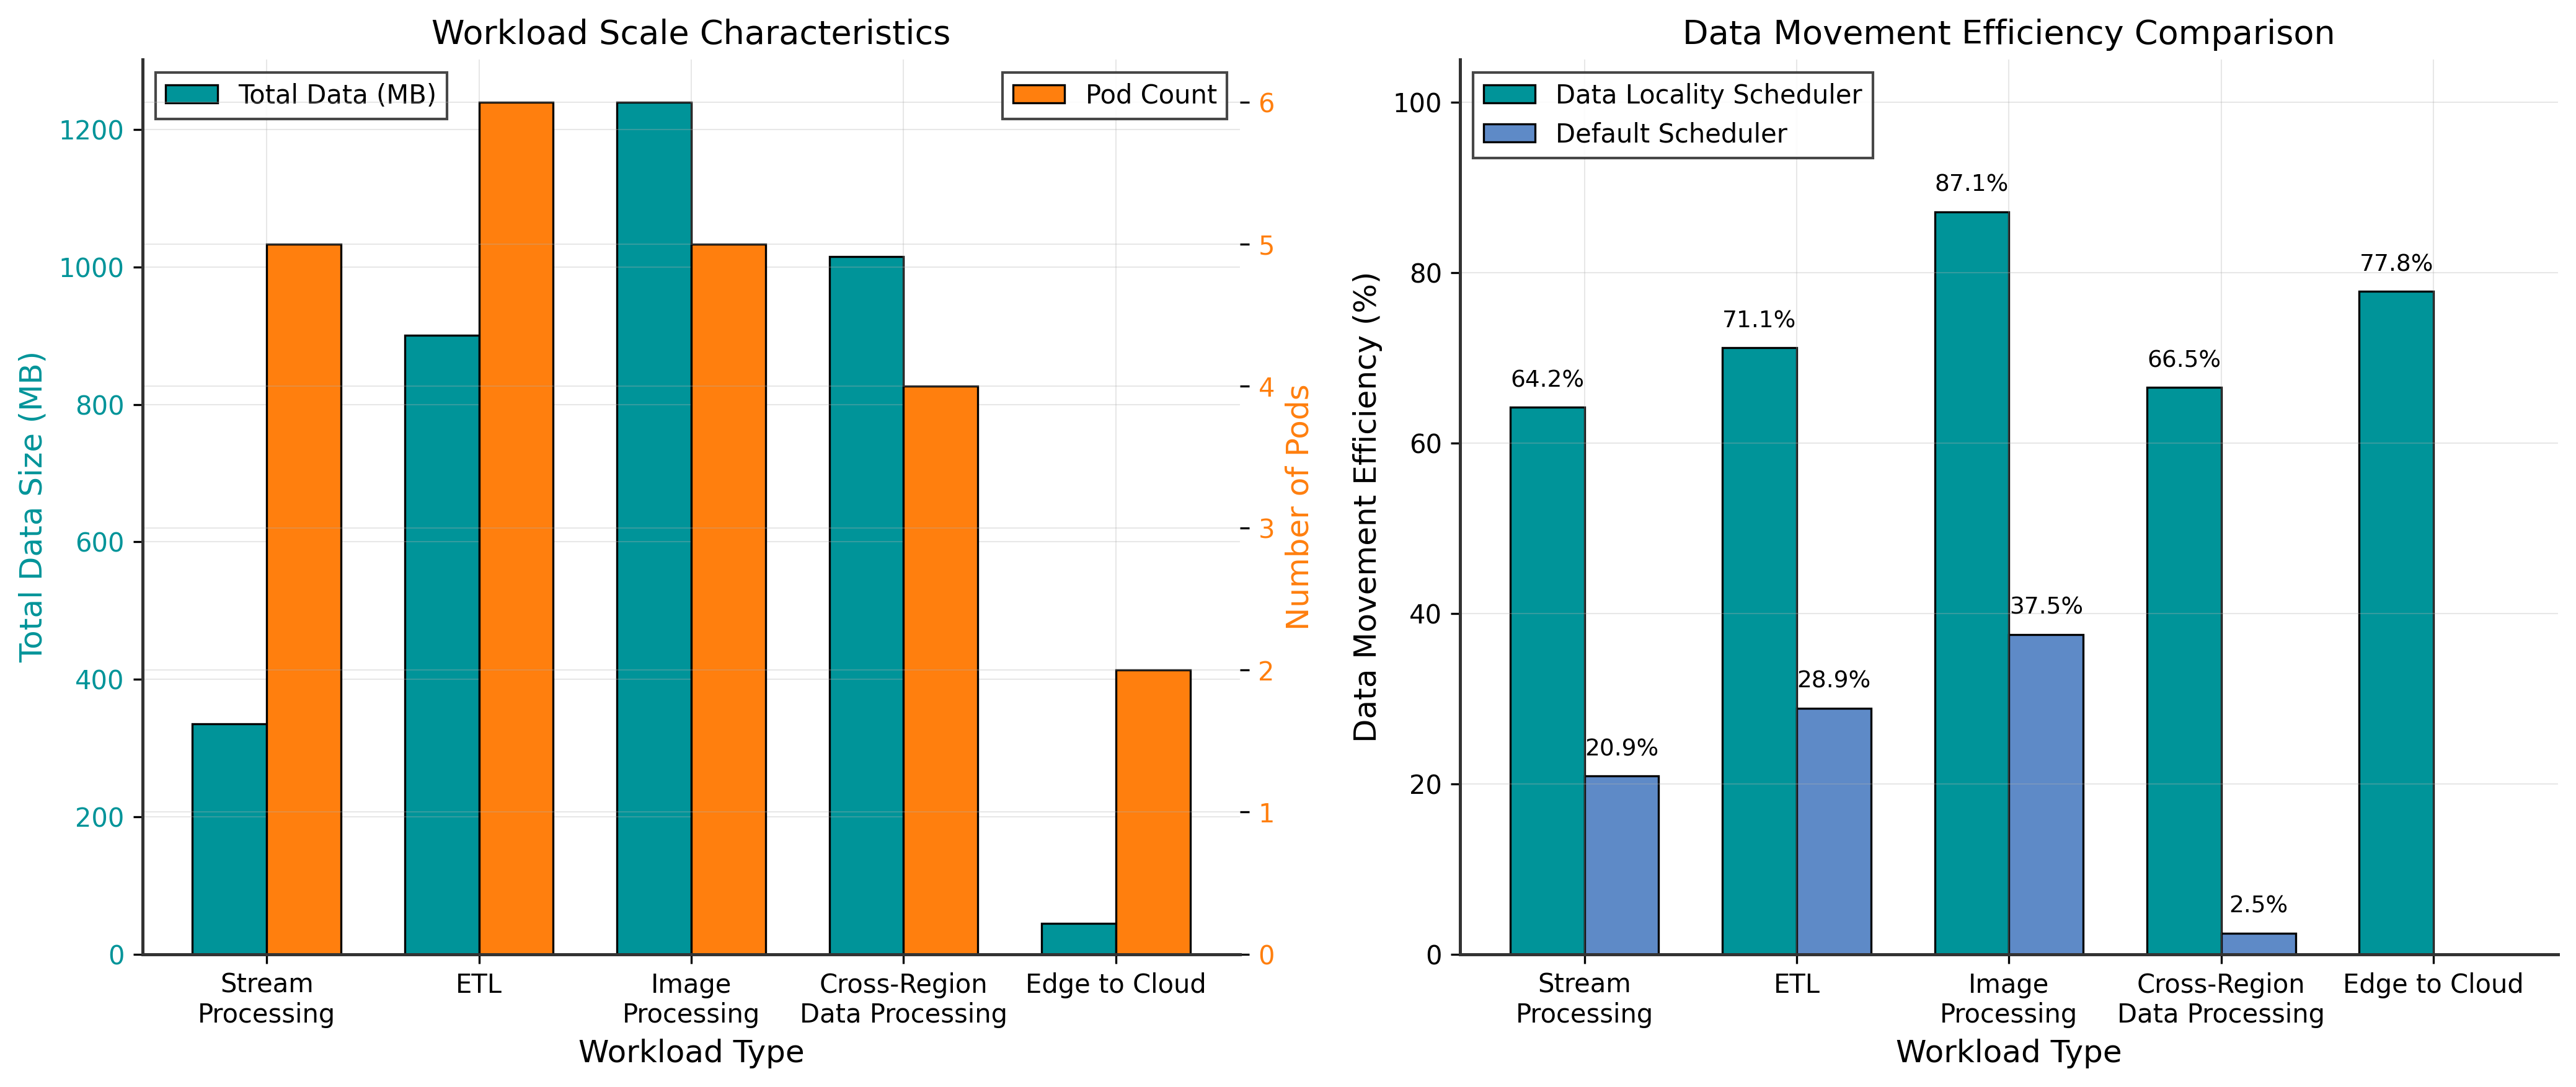 Workload Scale Characteristics
Total Data (MB)
Pod Count
Total Data Size (MB)
1200
1000
800
600
400
200
0
6
5
4
3
2
1
0
Number of Pods
Stream
Processing
ETL
Image
Processing
Cross-Region
Data Processing
Edge to Cloud
Workload Type
Data Movement Efficiency Comparison
Data Locality Scheduler
Default Scheduler
Data Movement Efficiency (%)
100
80
60
40
20
0
64.2%
20.9%
71.1%
28.9%
87.1%
37.5%
66.5%
2.5%
77.8%
Stream
Processing
ETL
Image
Processing
Cross-Region
Data Processing
Edge to Cloud
Workload Type